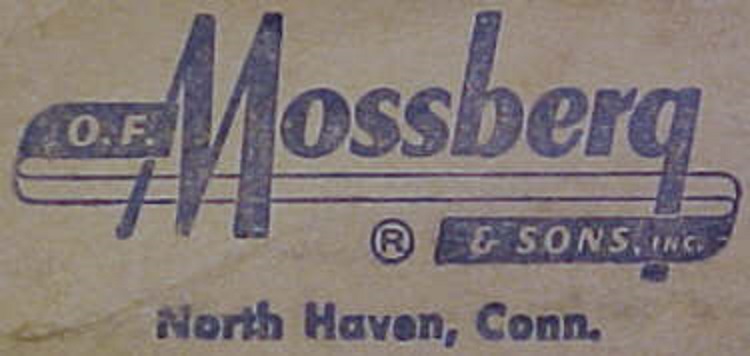 O.F. Mossberg
® & SONS, INC.
North Haven, Conn.